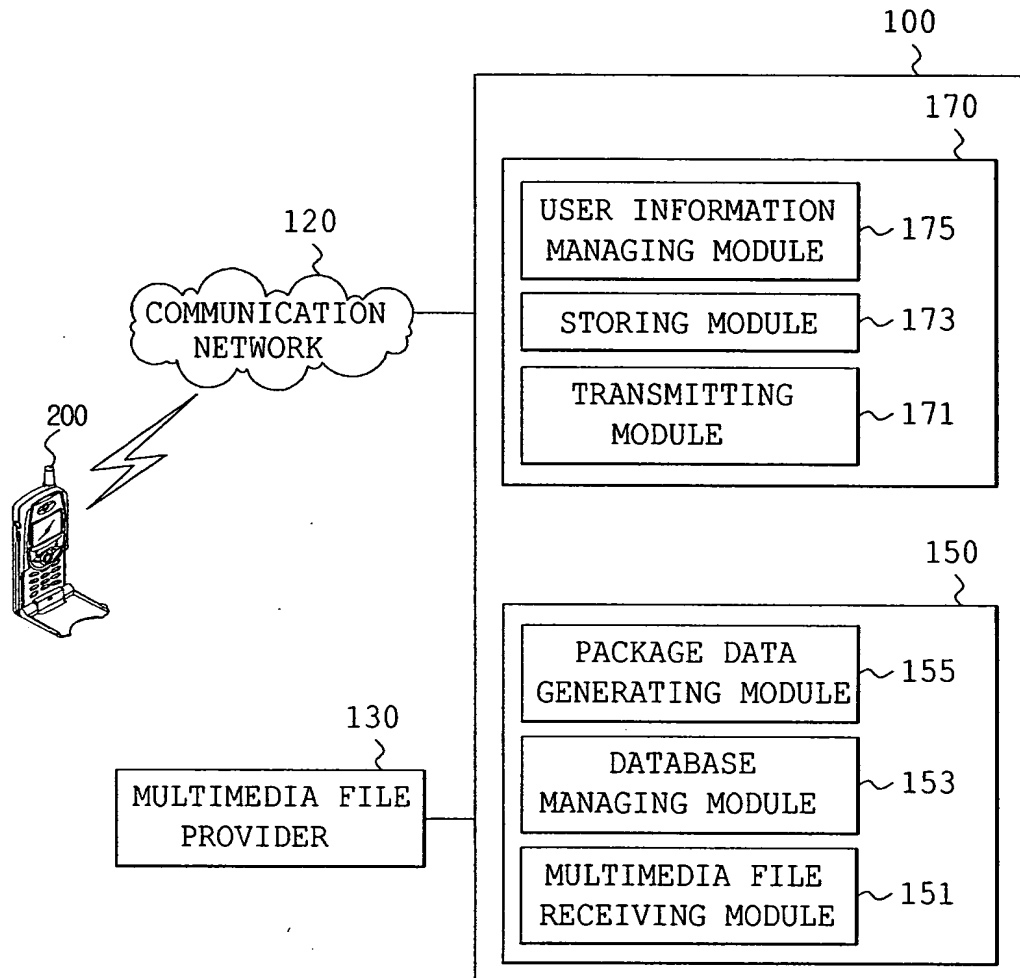 100
170
USER INFORMATION
MANAGING MODULE
175
STORING MODULE
173
TRANSMITTING
MODULE
171
120
COMMUNICATION
NETWORK
200
150
PACKAGE DATA
GENERATING MODULE
155
DATABASE
MANAGING MODULE
153
MULTIMEDIA FILE
RECEIVING MODULE
151
130
MULTIMEDIA FILE
PROVIDER